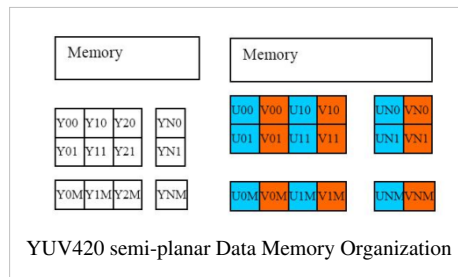 Memory
Memory
Y00 Y10 Y20 YN0
Y01 Y11 Y21 YN1
Y0M Y1M Y2M YNM
U00 V00 U10 V10 UN0 VN0
U01 V01 U11 V11 UN1 VN1
U0M V0M U1M V1M UNM VNM
YUV420 semi-planar Data Memory Organization